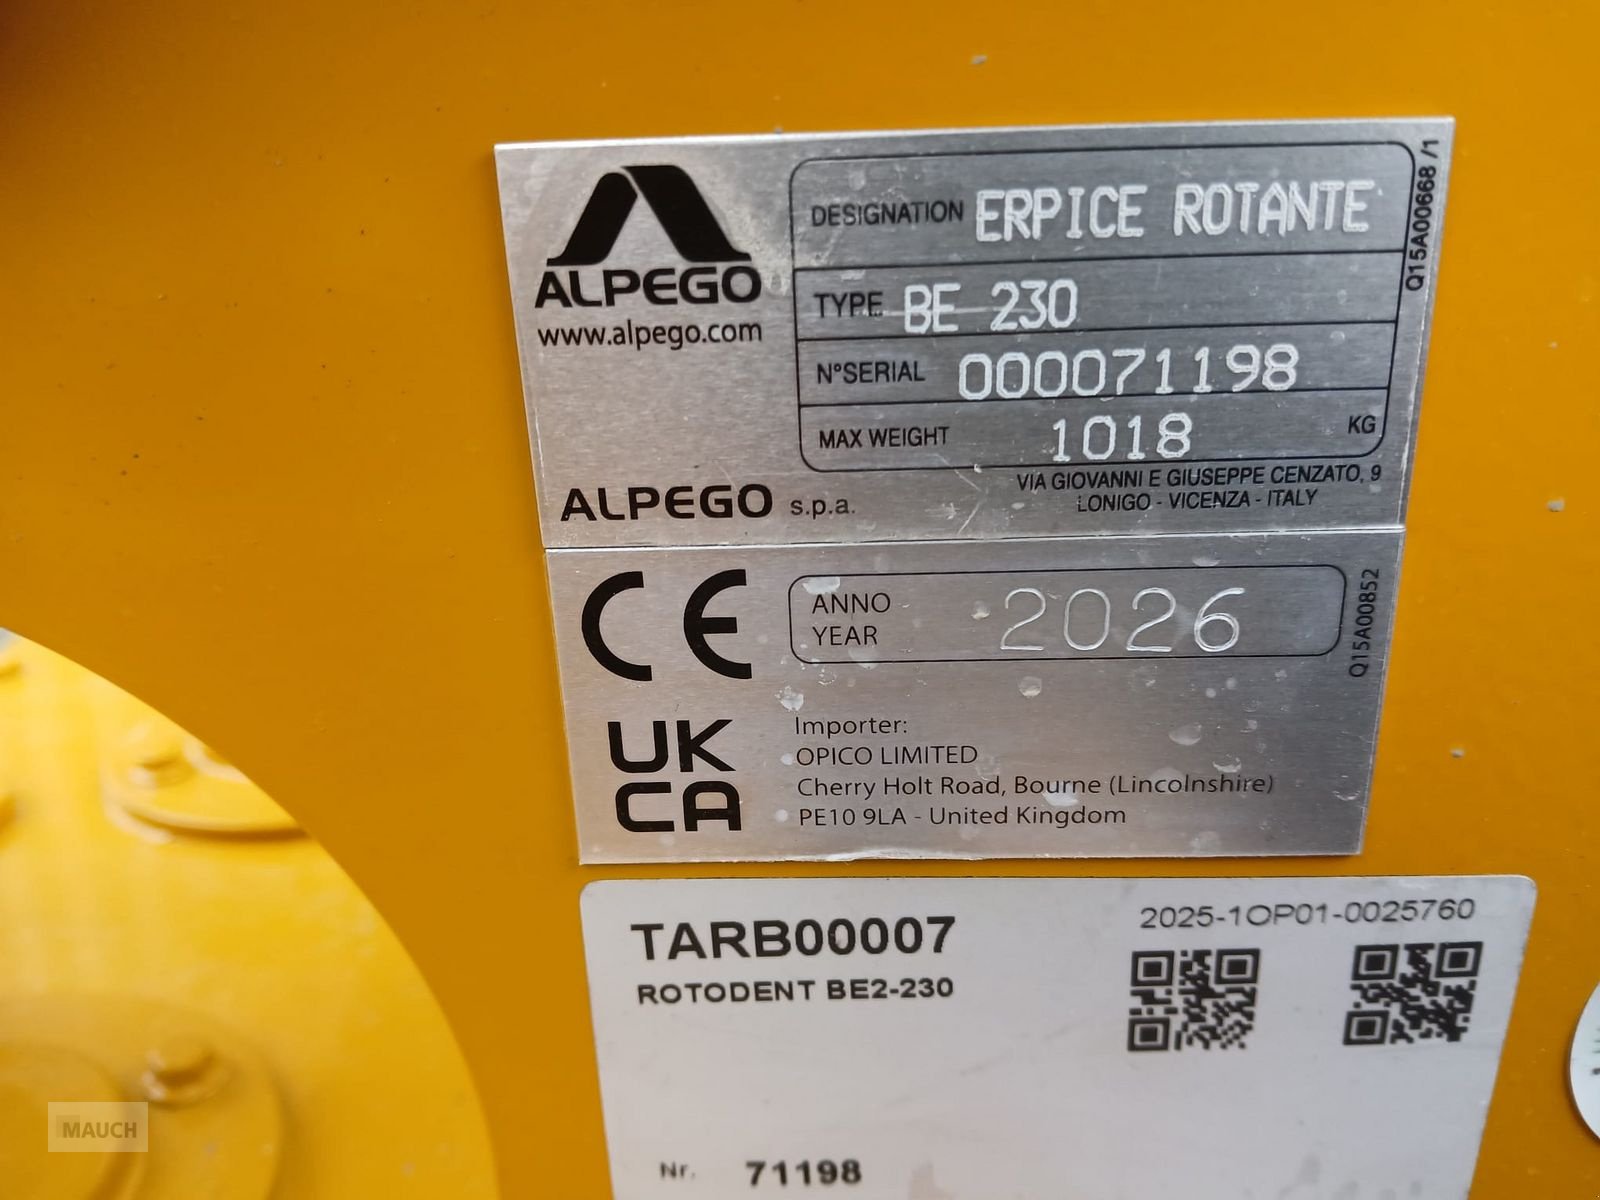 ALPEGO
www.alpego.com
DESIGNATION ERPICE ROTANTE
TYPE BE 230
N°SERIAL 000071198
MAX WEIGHT 1018 KG
Q15A00668 /1
ALPEGO s.p.a.
VIA GIOVANNI E GIUSEPPE CENZATO, 9
LONIGO - VICENZA - ITALY
CE
ANNO
YEAR
2026
Q15A00852
UK
CA
Importer:
OPICO LIMITED
Cherry Holt Road, Bourne (Lincolnshire)
PE10 9LA - United Kingdom
TARB00007
ROTODENT BE2-230
2025-1OP01-0025760
Nr. 71198
MAUCH